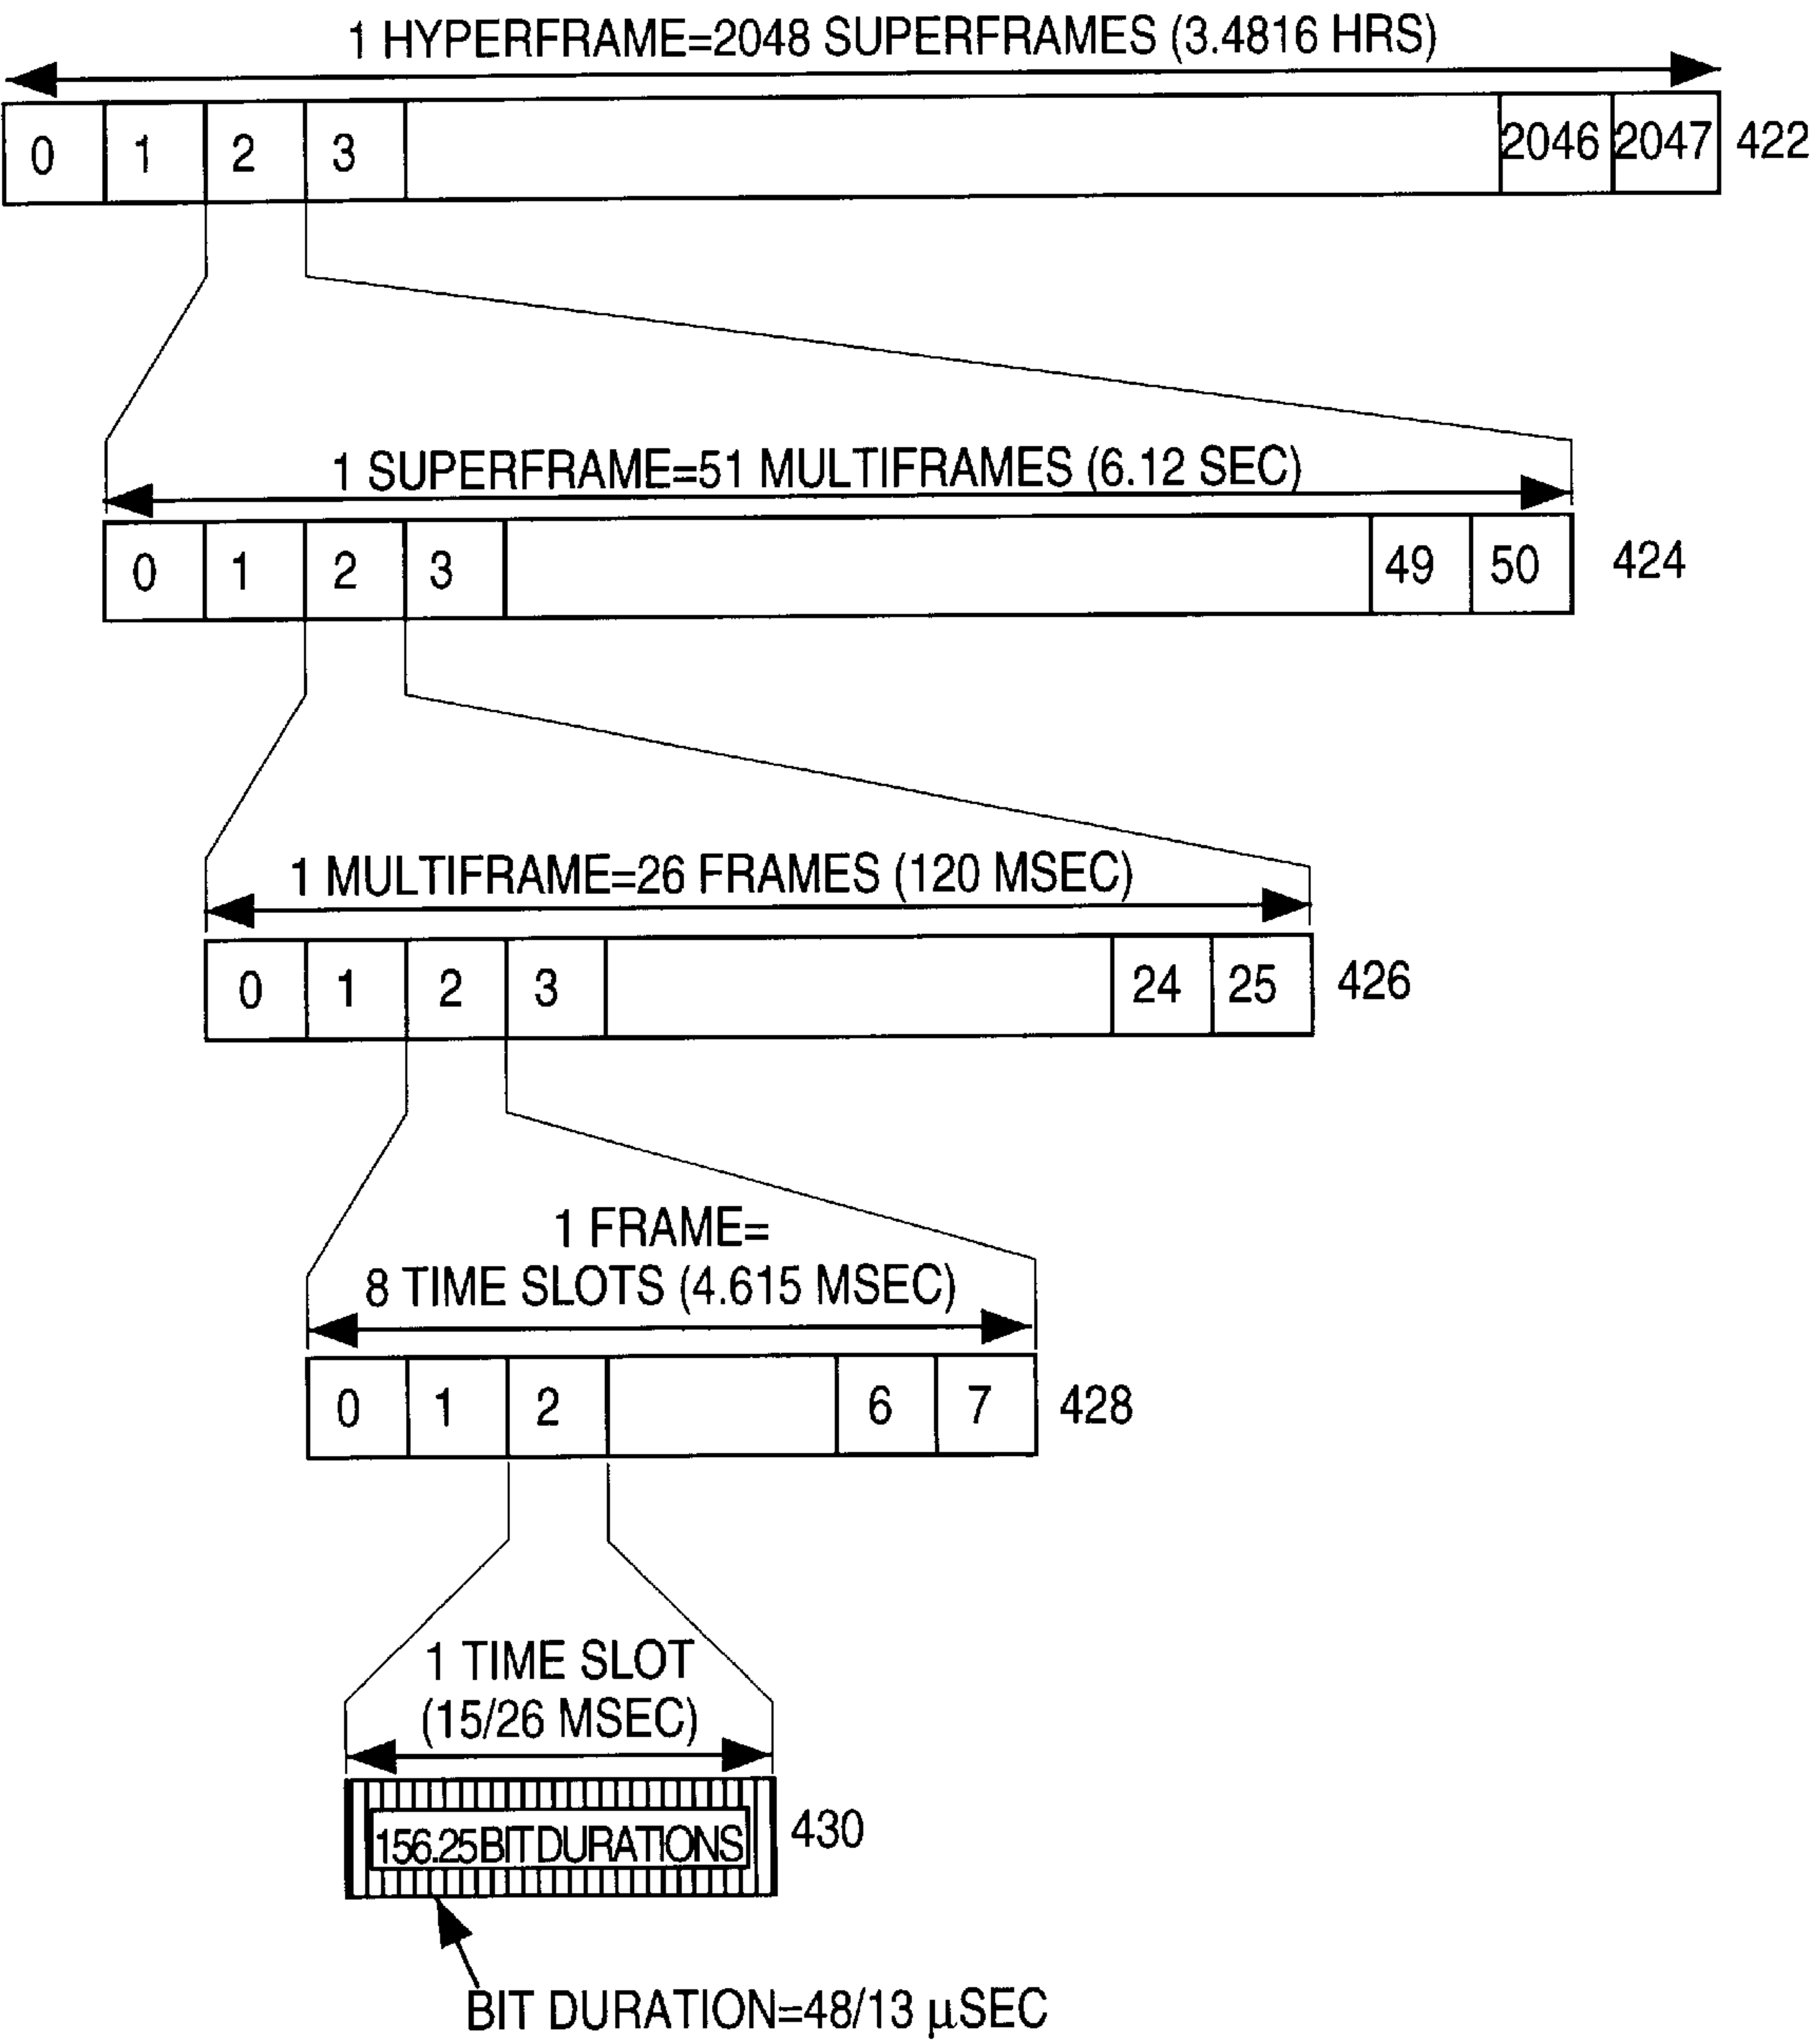 1 HYPERFRAME=2048 SUPERFRAMES (3.4816 HRS)
0 1 2 3 2046 2047 422
1 SUPERFRAME=51 MULTIFRAMES (6.12 SEC)
0 1 2 3 49 50 424
1 MULTIFRAME=26 FRAMES (120 MSEC)
0 1 2 3 24 25 426
1 FRAME=
8 TIME SLOTS (4.615 MSEC)
0 1 2 6 7 428
1 TIME SLOT
(15/26 MSEC)
156.25 BIT DURATIONS 430
BIT DURATION=48/13 µSEC